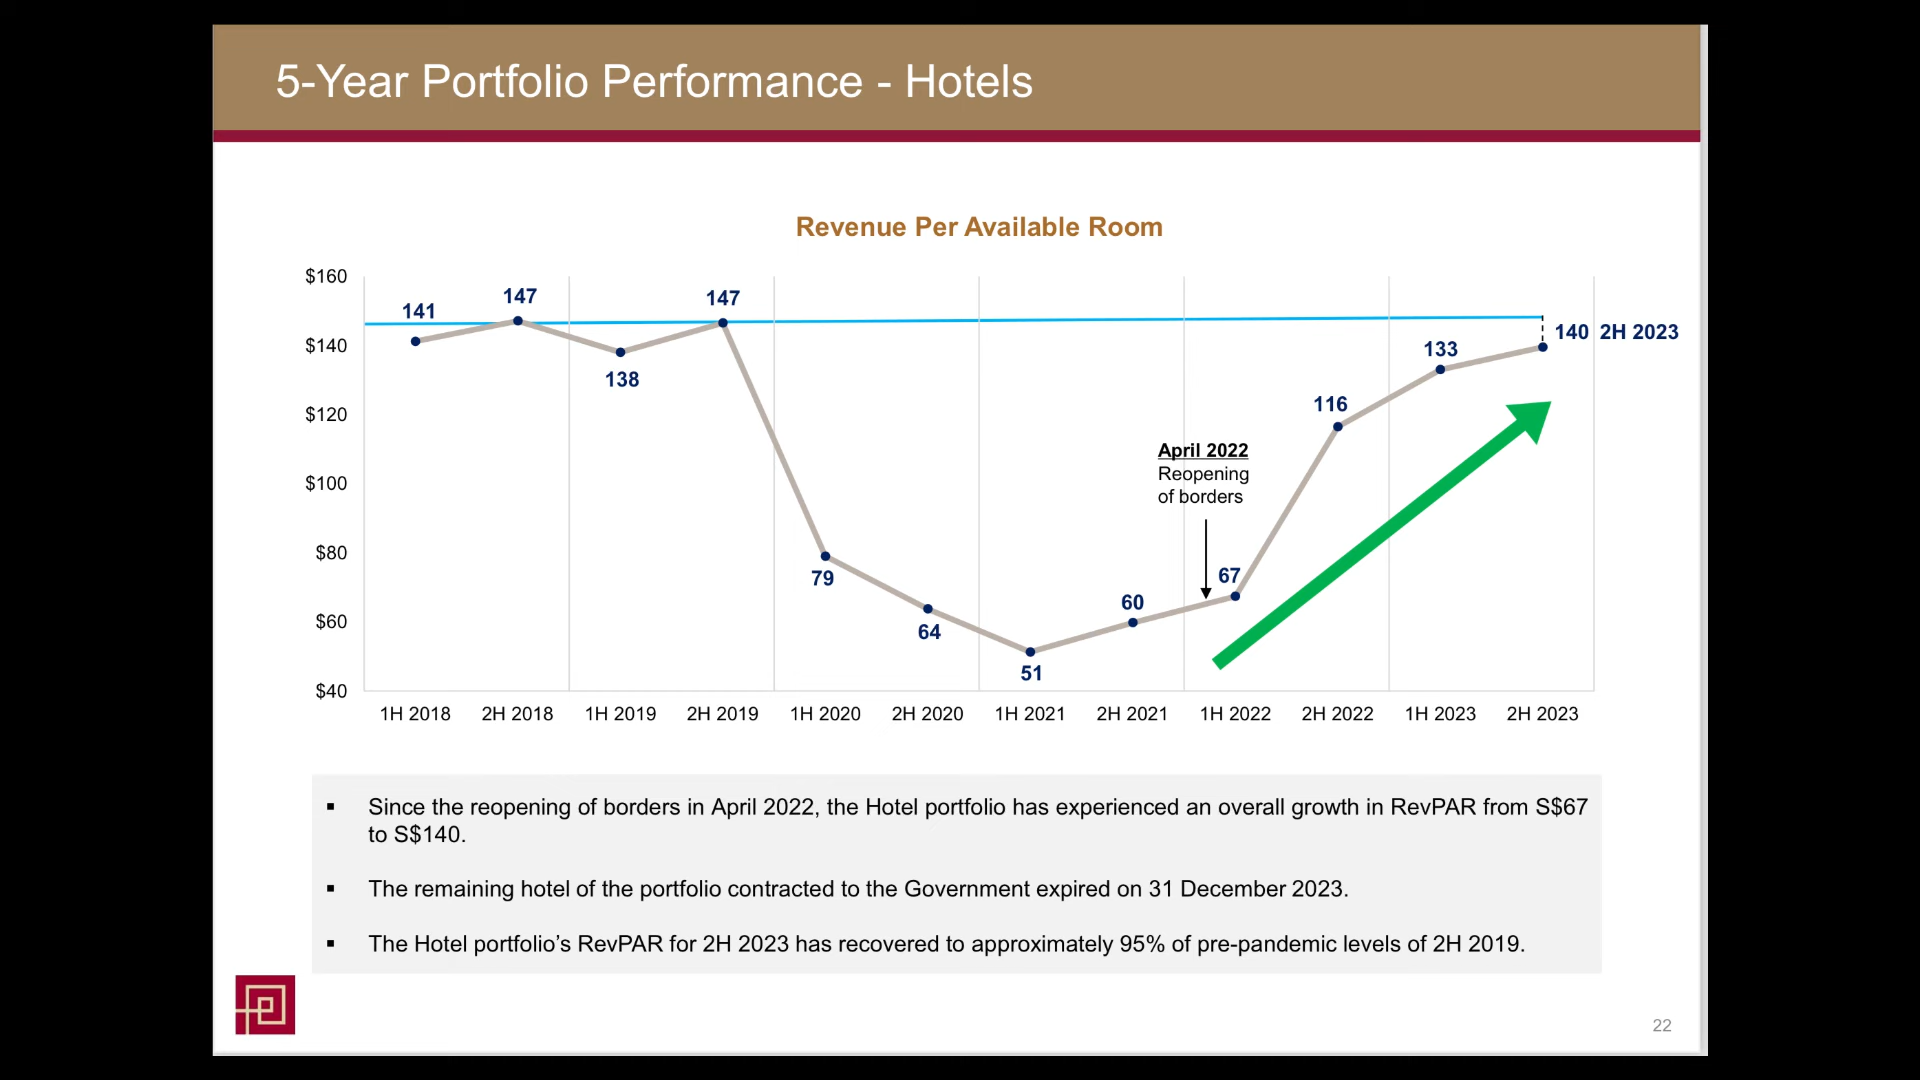 5-Year Portfolio Performance - Hotels
Revenue Per Available Room
$160
$140
$120
$100
$80
$60
$40
141
147
138
147
79
64
51
60
67
116
133
140 2H 2023
April 2022
Reopening
of borders
1H 2018 2H 2018 1H 2019 2H 2019 1H 2020 2H 2020 1H 2021 2H 2021 1H 2022 2H 2022 1H 2023 2H 2023
▪ Since the reopening of borders in April 2022, the Hotel portfolio has experienced an overall growth in RevPAR from S$67
to S$140.
▪ The remaining hotel of the portfolio contracted to the Government expired on 31 December 2023.
▪ The Hotel portfolio’s RevPAR for 2H 2023 has recovered to approximately 95% of pre-pandemic levels of 2H 2019.
22